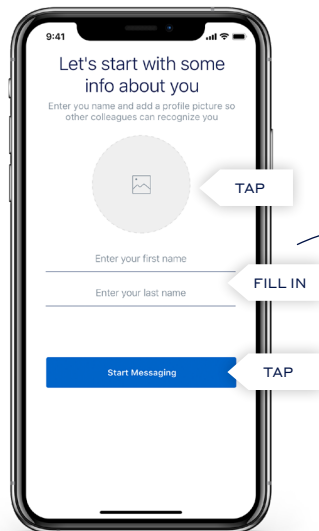 9:41
Let's start with some
info about you
Enter you name and add a profile picture so
other colleagues can recognize you
TAP
Enter your first name
FILL IN
Enter your last name
Start Messaging
TAP